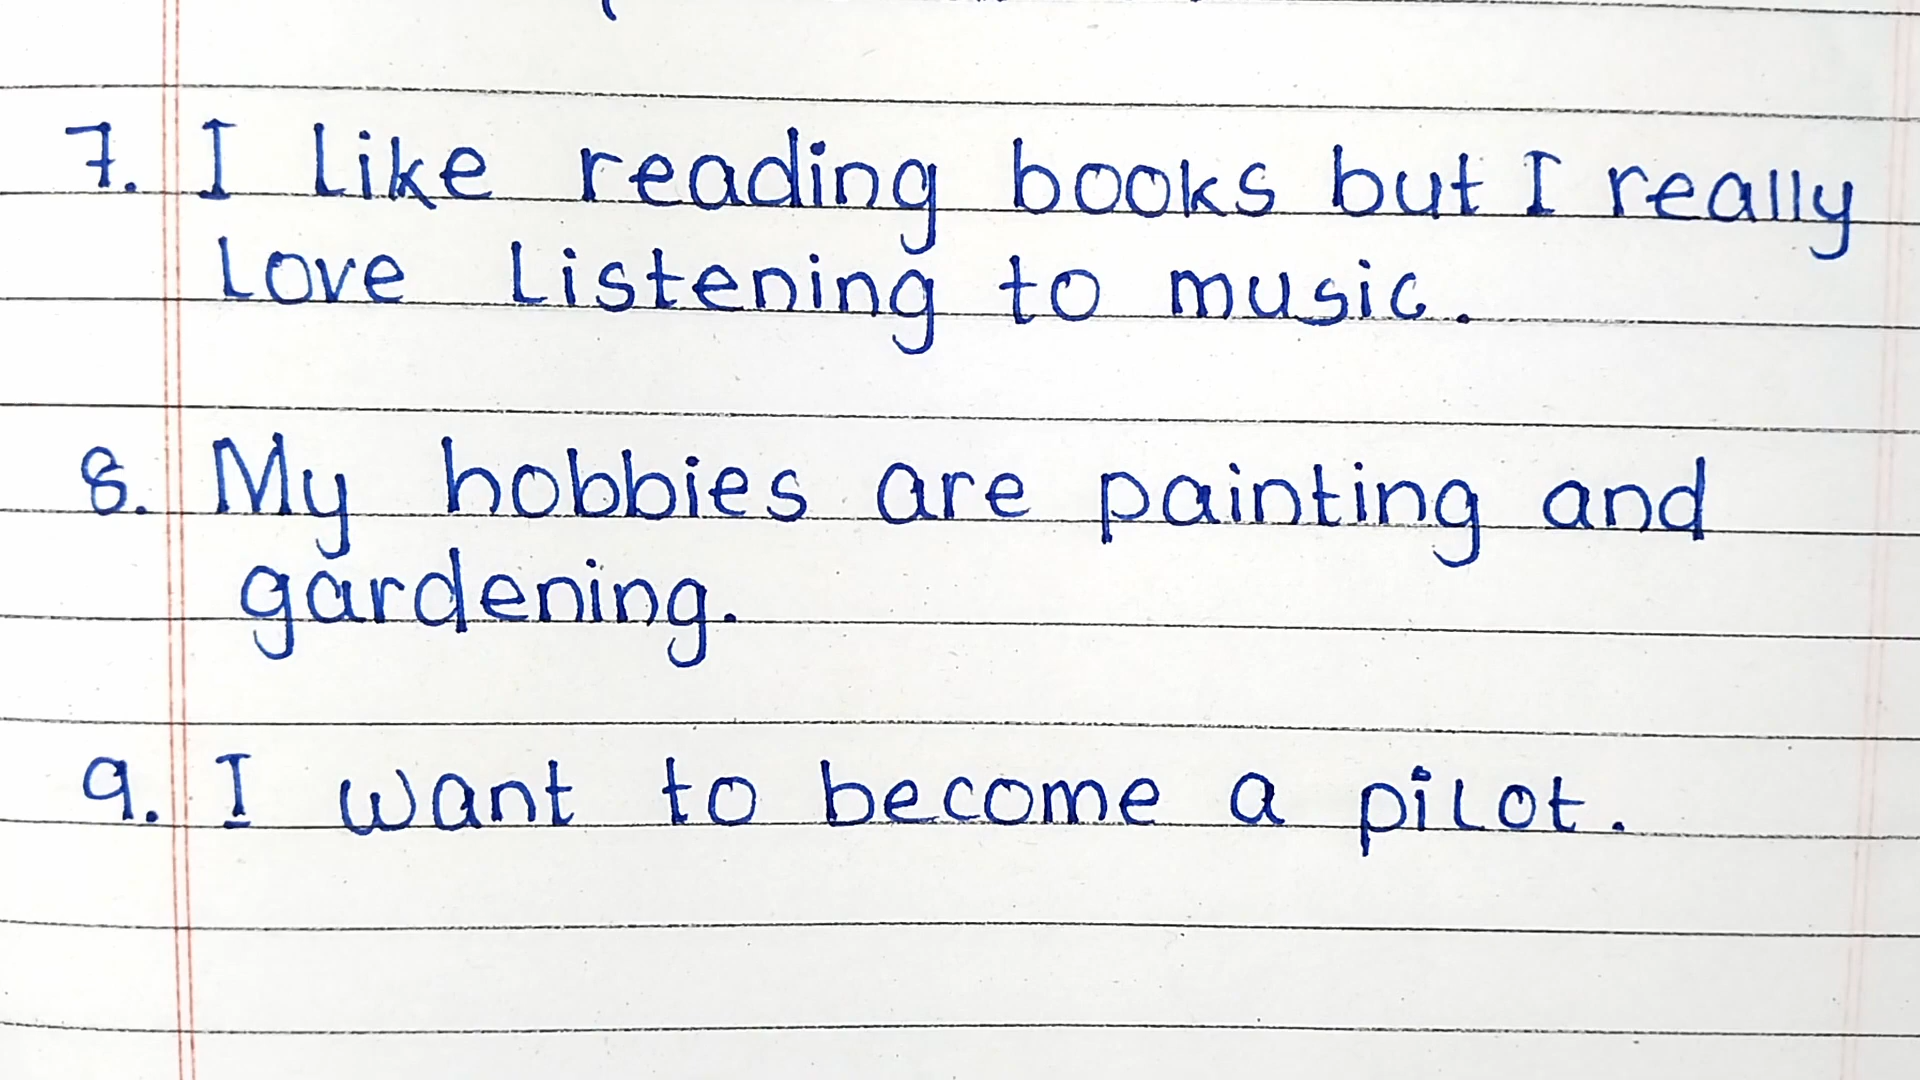 7. I like reading books but I really
love listening to music.
8. My hobbies are painting and
gardening.
9. I want to become a pilot.